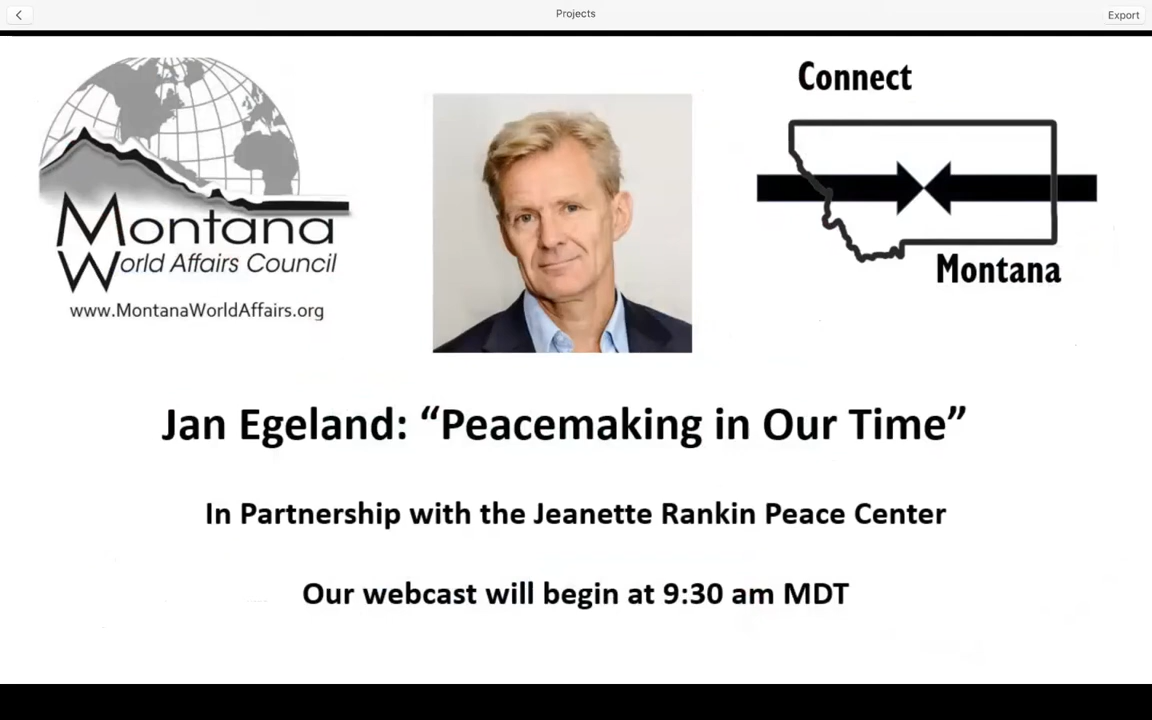 Projects
Export
Montana
World Affairs Council
www.MontanaWorldAffairs.org
Connect
Montana
Jan Egeland: “Peacemaking in Our Time”
In Partnership with the Jeanette Rankin Peace Center
Our webcast will begin at 9:30 am MDT